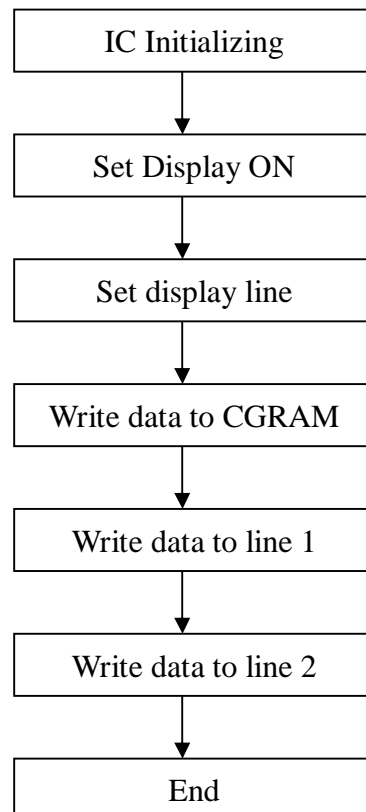 IC Initializing
Set Display ON
Set display line
Write data to CGRAM
Write data to line 1
Write data to line 2
End